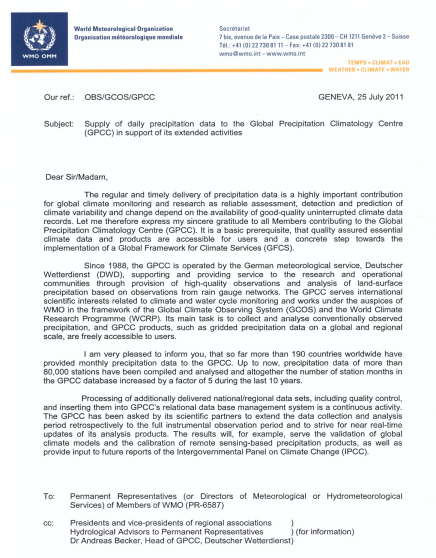 World Meteorological Organization
Organisation météorologique mondiale
Secrétariat
7 bis, avenue de la Paix – Case postale 2300 – CH 1211 Genève 2 – Suisse
Tél.: +41 (0) 22 730 81 11 – Fax: +41 (0) 22 730 81 81
wmo@wmo.int – www.wmo.int
WMO OMM
TEMPS • CLIMAT • EAU
WEATHER • CLIMATE • WATER
Our ref.: OBS/GCOS/GPCC
GENEVA, 25 July 2011
Subject: Supply of daily precipitation data to the Global Precipitation Climatology Centre
(GPCC) in support of its extended activities
Dear Sir/Madam,
The regular and timely delivery of precipitation data is a highly important contribution
for global climate monitoring and research as reliable assessment, detection and prediction of
climate variability and change depend on the availability of good-quality uninterrupted climate data
records. Let me therefore express my sincere gratitude to all Members contributing to the Global
Precipitation Climatology Centre (GPCC). It is a basic prerequisite, that quality assured essential
climate data and products are accessible for users and a concrete step towards the
implementation of a Global Framework for Climate Services (GFCS).
Since 1988, the GPCC is operated by the German meteorological service, Deutscher
Wetterdienst (DWD), supporting and providing service to the research and operational
communities through provision of high-quality observations and analysis of land-surface
precipitation based on observations from rain gauge networks. The GPCC serves international
scientific interests related to climate and water cycle monitoring and works under the auspices of
WMO in the framework of the Global Climate Observing System (GCOS) and the World Climate
Research Programme (WCRP). Its main task is to collect and analyse conventionally observed
precipitation, and GPCC products, such as gridded precipitation data on a global and regional
scale, are freely accessible to users.
I am very pleased to inform you, that so far more than 190 countries worldwide have
provided monthly precipitation data to the GPCC. Up to now, precipitation data of more than
80,000 stations have been compiled and analysed and altogether the number of station months in
the GPCC database increased by a factor of 5 during the last 10 years.
Processing of additionally delivered national/regional data sets, including quality control,
and inserting them into GPCC's relational data base management system is a continuous activity.
The GPCC has been asked by its scientific partners to extend the data collection and analysis
period retrospectively to the full instrumental observation period and to strive for near real-time
updates of its analysis products. The results will, for example, serve the validation of global
climate models and the calibration of remote sensing-based precipitation products, as well as
provide input to future reports of the Intergovernmental Panel on Climate Change (IPCC).
To: Permanent Representatives (or Directors of Meteorological or Hydrometeorological
Services) of Members of WMO (PR-6587)
cc: Presidents and vice-presidents of regional associations )
Hydrological Advisors to Permanent Representatives ) (for information)
Dr Andreas Becker, Head of GPCC, Deutscher Wetterdienst)